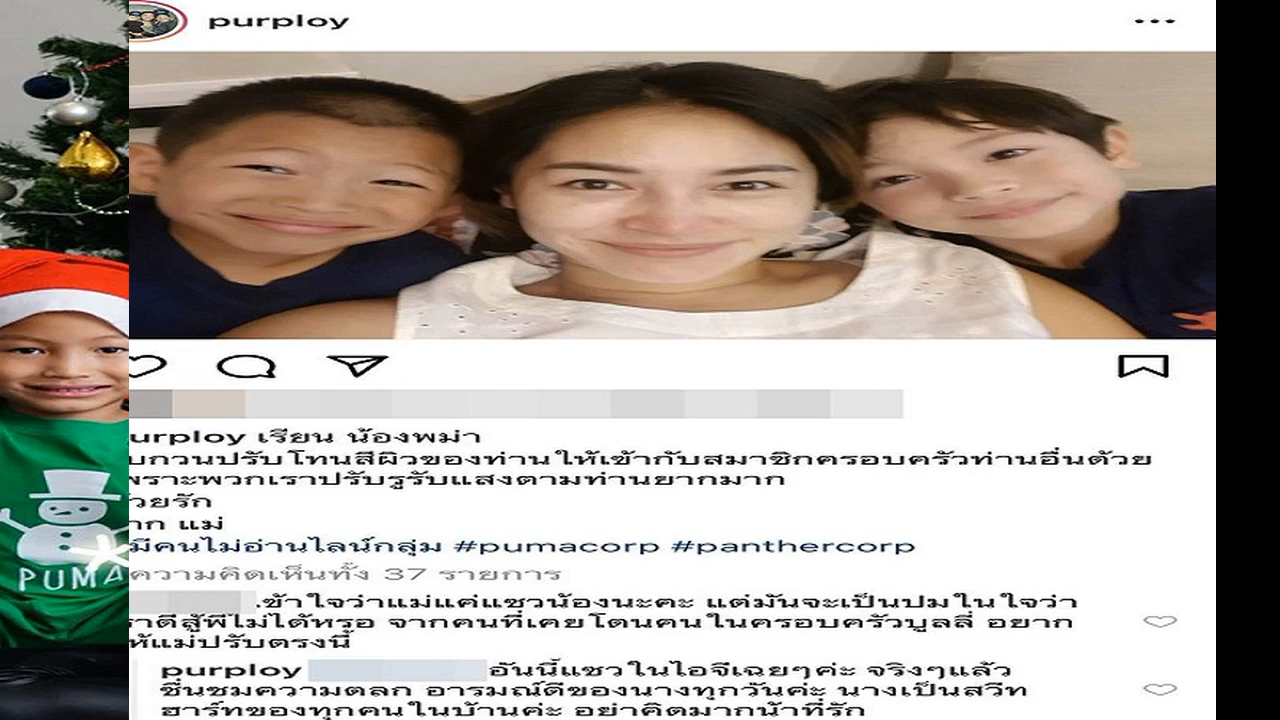 purploy
urploy เรียน น้องพูม่า
บกวนปรับโทนสีผิวของท่านให้เข้ากับสมาชิกครอบครัวท่านอื่นด้วย
พราะพวกเราปรับรูรับแสงตามท่านยากมาก
วยรัก
าก แม่
มีคนไม่อ่านไลน์กลุ่ม #pumacorp #panthercorp
ความคิดเห็นทั้ง 37 รายการ
.ข้าใจว่าแม่แค่แซวน้องนะคะ แต่มันจะเป็นปมในใจว่า
ราดีสู้พี่ไม่ได้หรอ จากคนที่เคยโดนคนในครอบครัวบูลลี่ อยาก
ห้แม่ปรับตรงนี้
purploy อันนี้แซวในไอจีเฉยๆค่ะ จริงๆแล้ว
ชื่นชมความตลก อารมณ์ดีของนางทุกวันค่ะ นางเป็นสวีท
ฮาร์ทของทุกคนในบ้านค่ะ อย่าคิดมากน้าที่รัก
PUMA